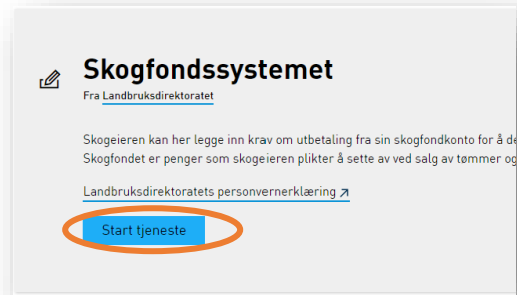 Skogfondssystemet
Fra Landbruksdirektoratet
Skogeieren kan her legge inn krav om utbetaling fra sin skogfondkonto for å de
Skogfondet er penger som skogeieren plikter å sette av ved salg av tømmer og
Landbruksdirektoratets personvernerklæring ↗
Start tjeneste